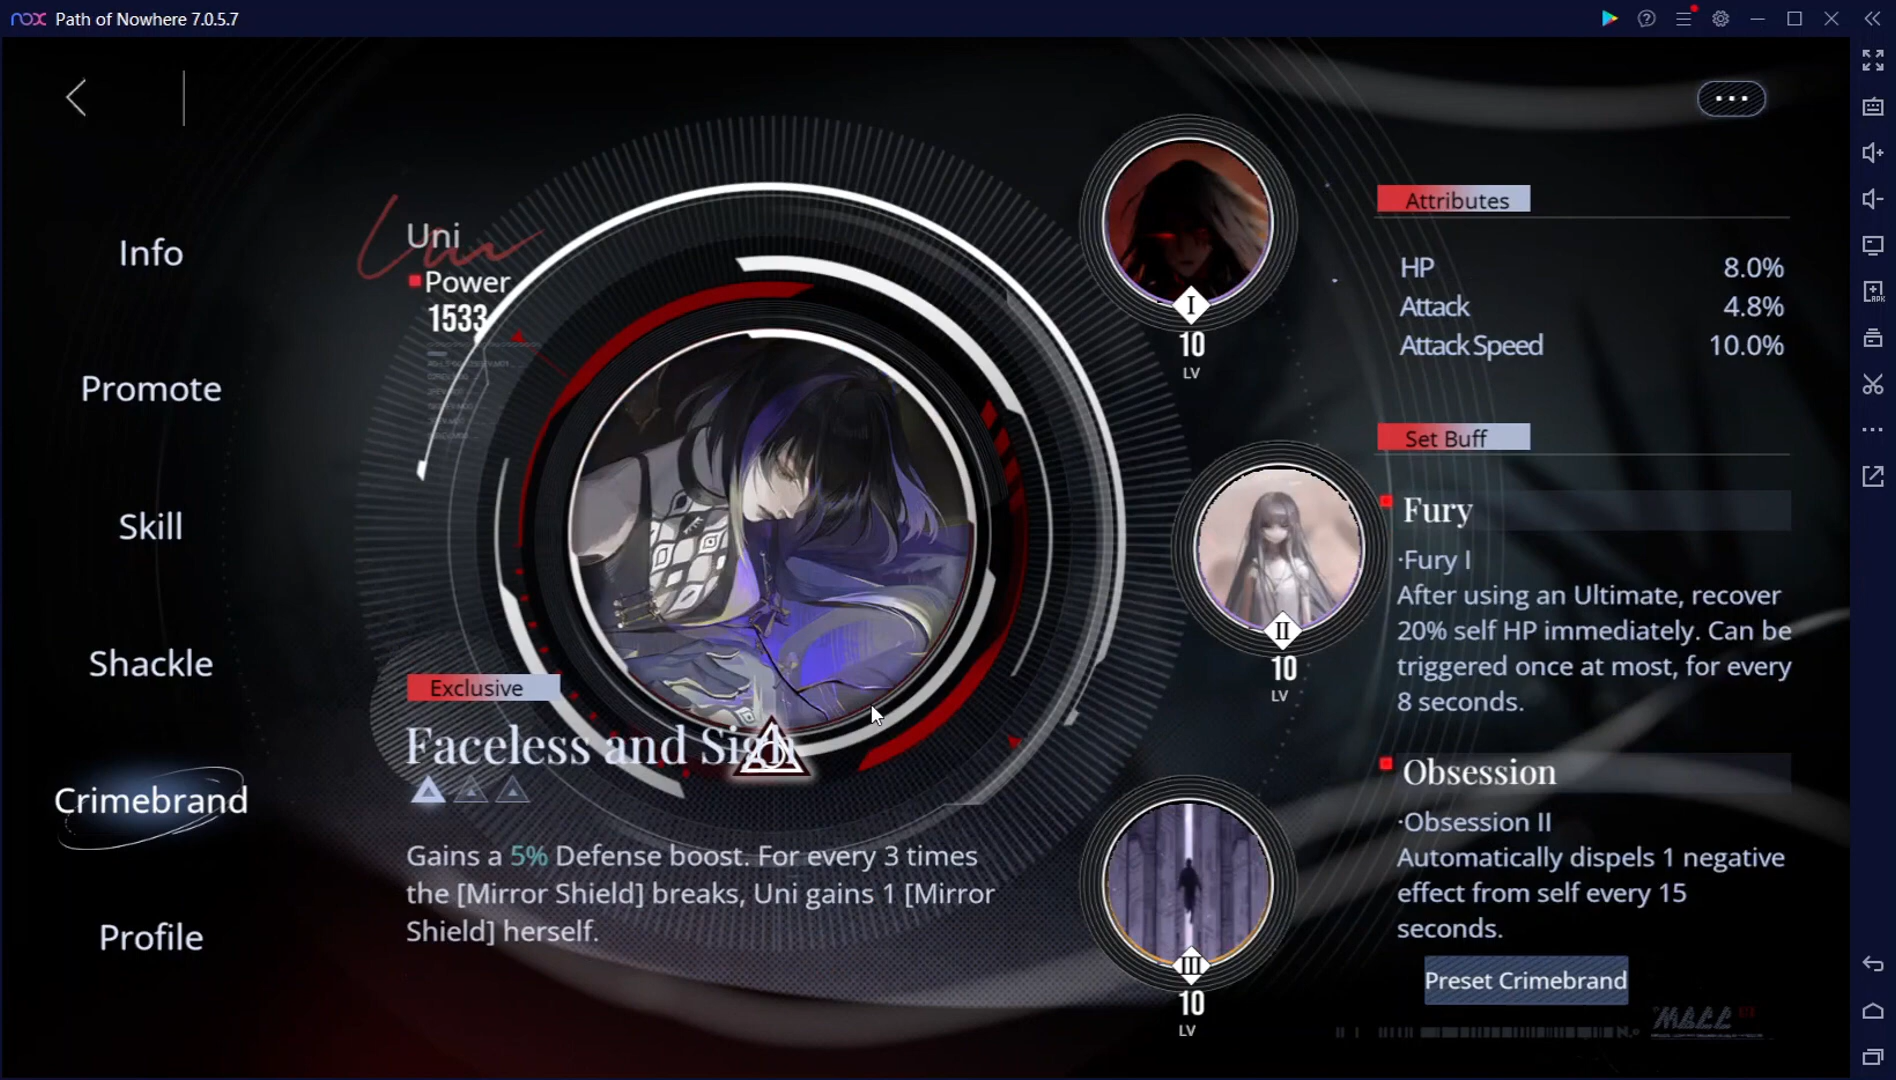 nox Path of Nowhere 7.0.5.7
Info
Promote
Skill
Shackle
Crimebrand
Profile
Uni
Power
1533
Exclusive
Faceless and Sigh
Gains a 5% Defense boost. For every 3 times
the [Mirror Shield] breaks, Uni gains 1 [Mirror
Shield] herself.
I
10
LV
II
10
LV
III
10
LV
Attributes
HP 8.0%
Attack 4.8%
Attack Speed 10.0%
Set Buff
Fury
·Fury I
After using an Ultimate, recover
20% self HP immediately. Can be
triggered once at most, for every
8 seconds.
Obsession
·Obsession II
Automatically dispels 1 negative
effect from self every 15
seconds.
Preset Crimebrand